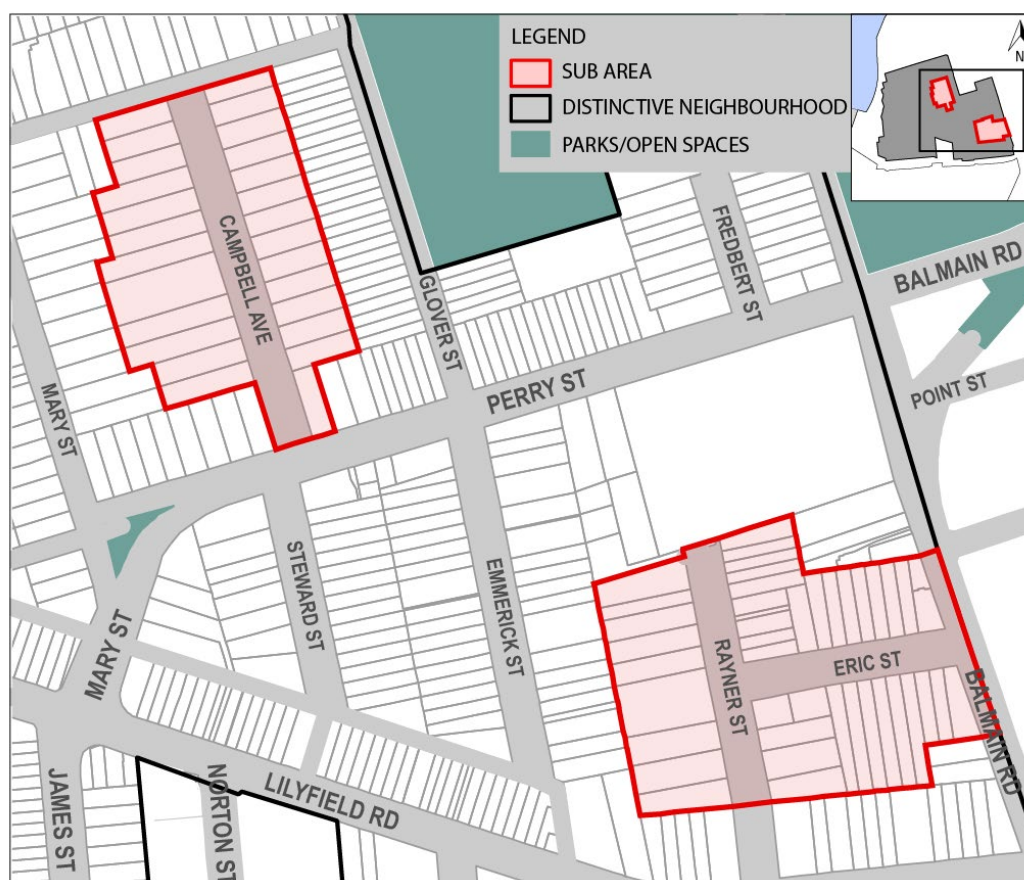 LEGEND
SUB AREA
DISTINCTIVE NEIGHBOURHOOD
PARKS/OPEN SPACES
N
CAMPBELL AVE
GLOVER ST
FREDBERT ST
BALMAIN RD
MARY ST
PERRY ST
POINT ST
STEWARD ST
EMMERICK ST
MARY ST
RAYNER ST
ERIC ST
BALMAIN RD
JAMES ST
NORTON ST
LILYFIELD RD